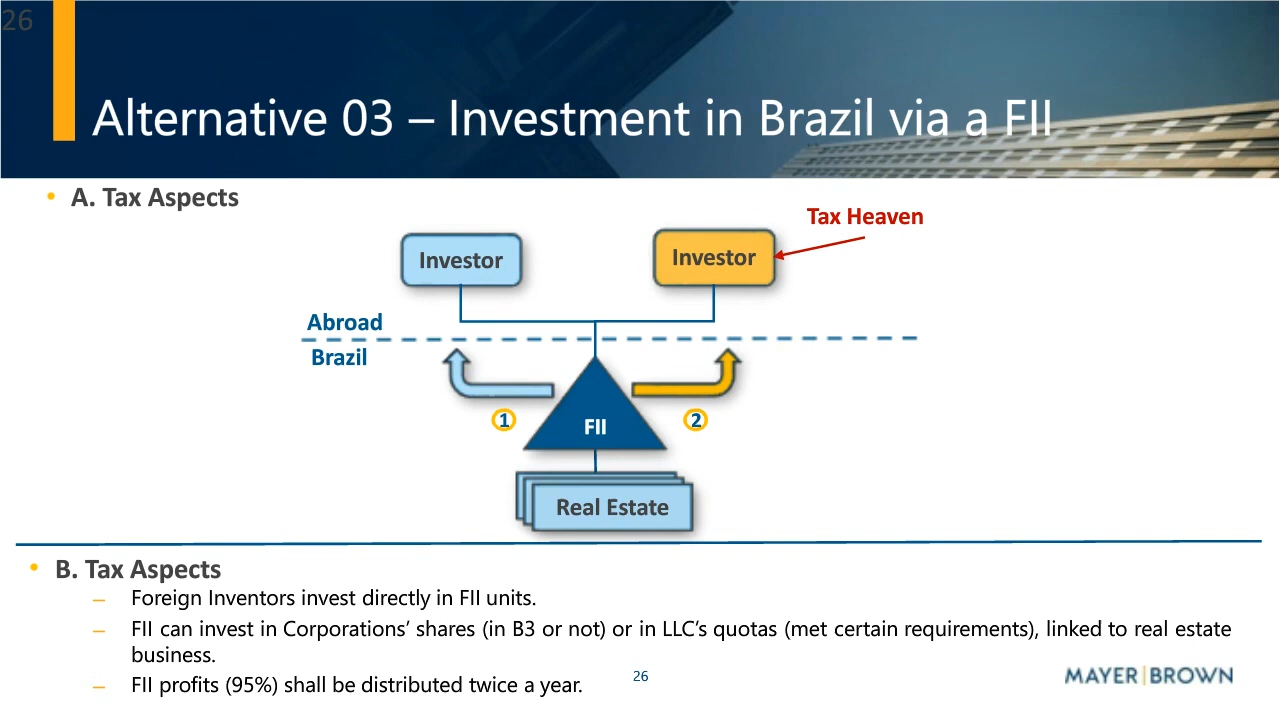 26
Alternative 03 – Investment in Brazil via a FII
• A. Tax Aspects
Tax Heaven
Investor
Investor
Abroad
Brazil
1
2
FII
Real Estate
• B. Tax Aspects
– Foreign Inventors invest directly in FII units.
– FII can invest in Corporations’ shares (in B3 or not) or in LLC’s quotas (met certain requirements), linked to real estate
business.
– FII profits (95%) shall be distributed twice a year.
26
MAYER|BROWN